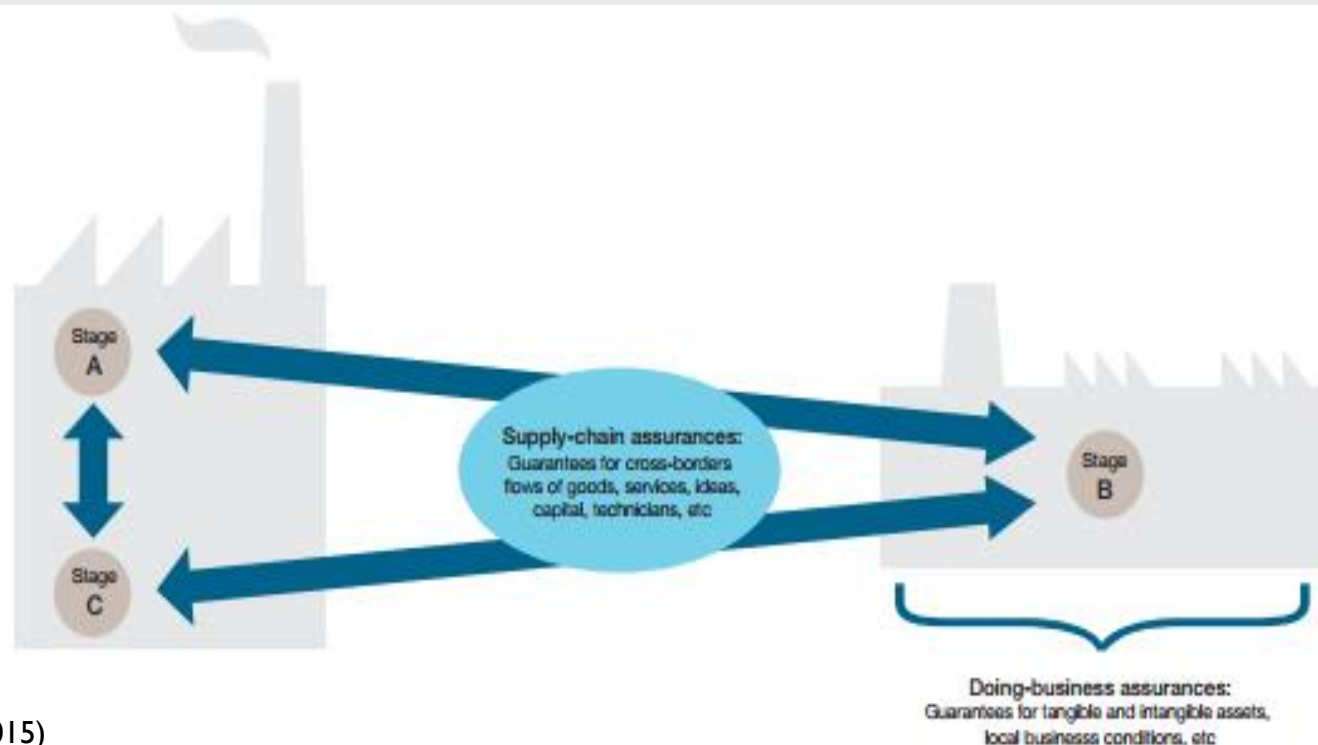 Stage
A
Supply-chain assurances:
Guarantees for cross-borders
flows of goods, services, ideas,
capital, technicians, etc
Stage
B
Stage
C
Doing-business assurances:
Guarantees for tangible and intangible assets,
local businesss conditions, etc